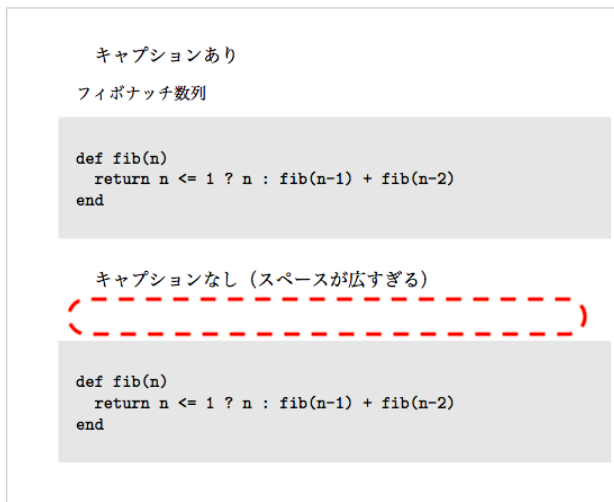 キャプションあり
フィボナッチ数列
def fib(n)
  return n <= 1 ? n : fib(n-1) + fib(n-2)
end
キャプションなし（スペースが広すぎる）
def fib(n)
  return n <= 1 ? n : fib(n-1) + fib(n-2)
end